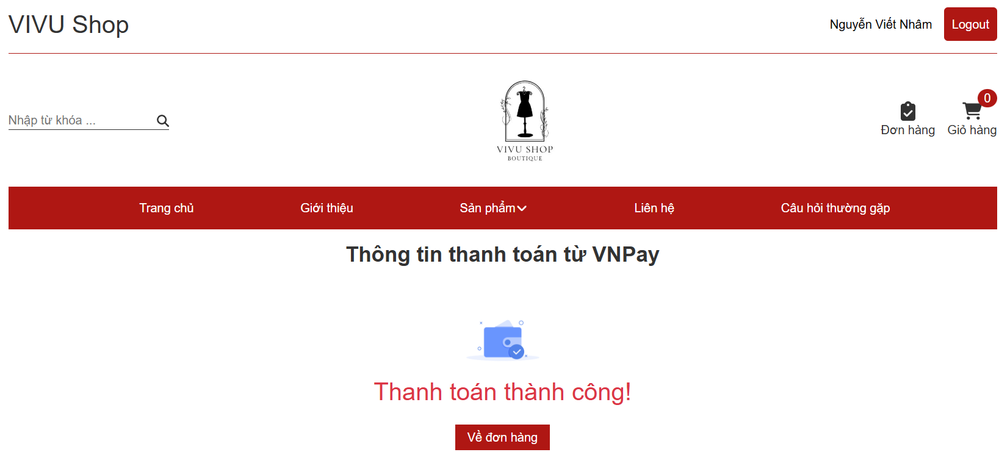 VIVU Shop
Nguyễn Viết Nhâm
Logout
Nhập từ khóa ...
VIVU SHOP
BOUTIQUE
0
Đơn hàng
Giỏ hàng
Trang chủ
Giới thiệu
Sản phẩm
Liên hệ
Câu hỏi thường gặp
Thông tin thanh toán từ VNPay
Thanh toán thành công!
Về đơn hàng